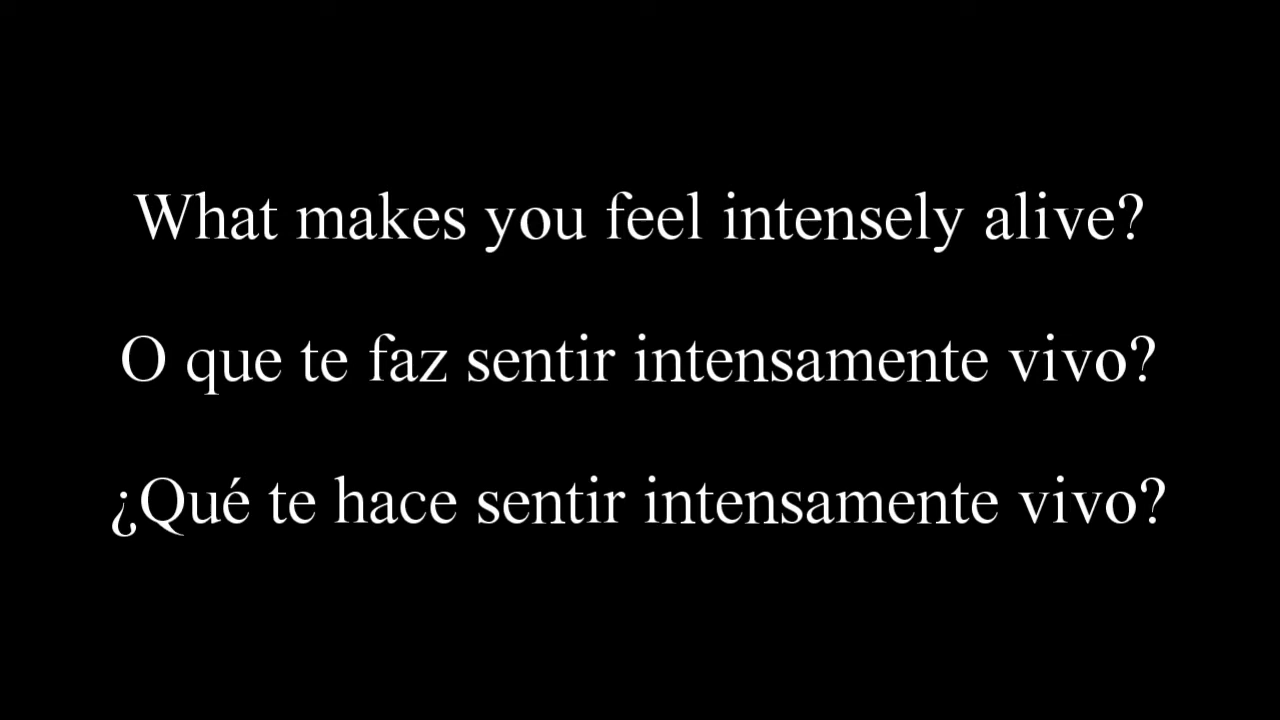 What makes you feel intensely alive?
O que te faz sentir intensamente vivo?
¿Qué te hace sentir intensamente vivo?